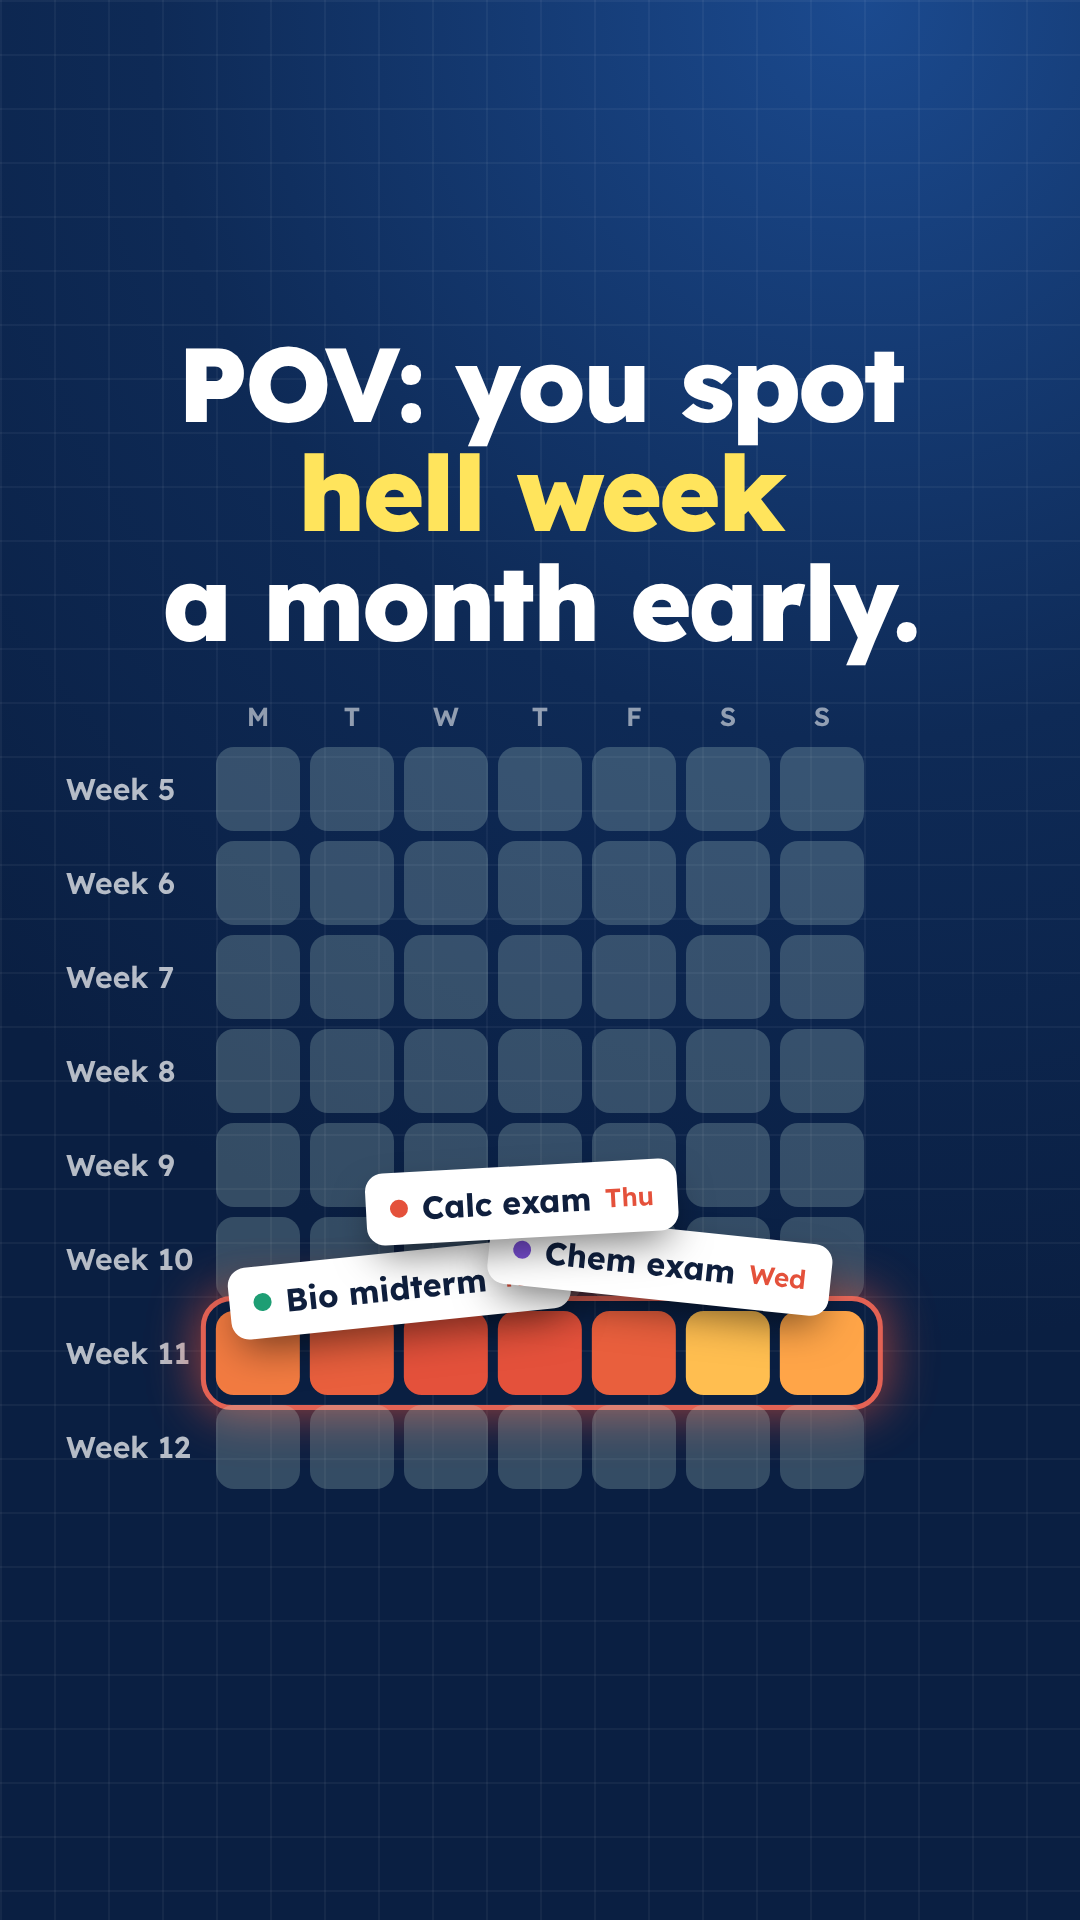 POV: you spot
hell week
a month early.
M T W T F S S
Week 5
Week 6
Week 7
Week 8
Week 9
Calc exam Thu
Week 10
Chem exam Wed
Bio midterm
Week 11
Week 12